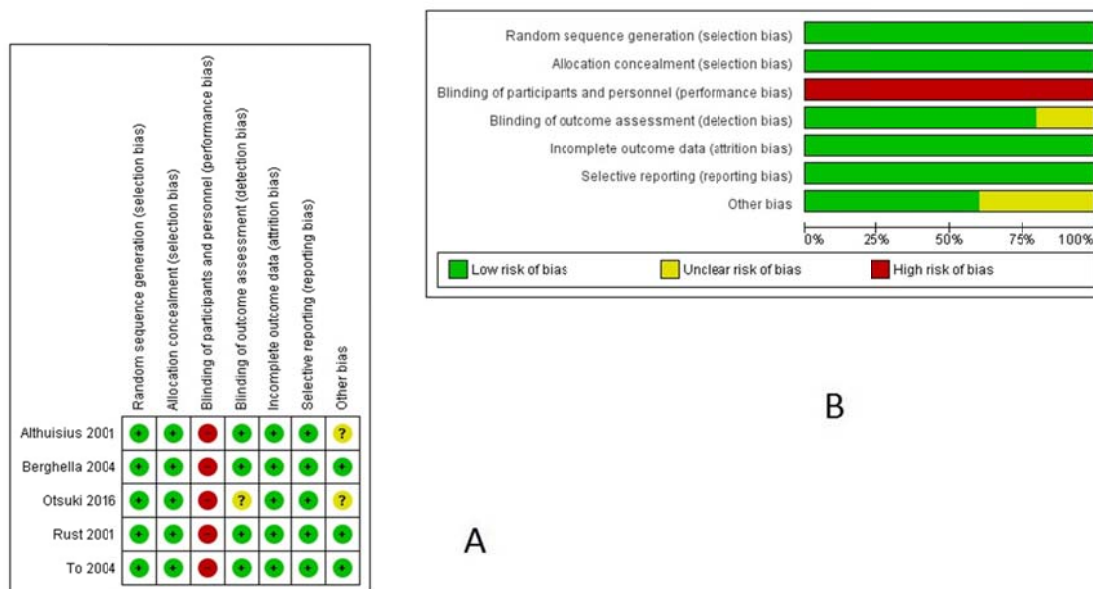 Random sequence generation (selection bias)
Allocation concealment (selection bias)
Blinding of participants and personnel (performance bias)
Blinding of outcome assessment (detection bias)
Incomplete outcome data (attrition bias)
Selective reporting (reporting bias)
Other bias
Althuisius 2001
+ + - + + + ?
Berghella 2004
+ + - + + + +
Otsuki 2016
+ + - ? + + ?
Rust 2001
+ + - + + + +
To 2004
+ + - + + + +
A
Random sequence generation (selection bias)
Allocation concealment (selection bias)
Blinding of participants and personnel (performance bias)
Blinding of outcome assessment (detection bias)
Incomplete outcome data (attrition bias)
Selective reporting (reporting bias)
Other bias
0% 25% 50% 75% 100%
Low risk of bias Unclear risk of bias High risk of bias
B